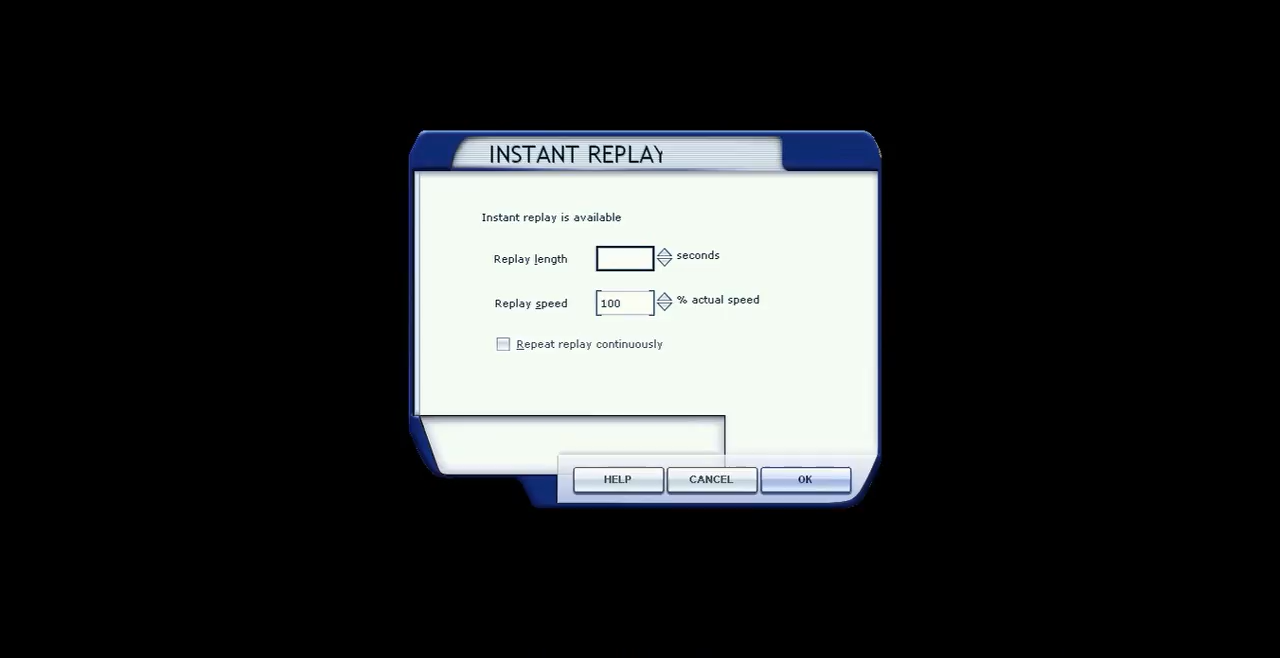 INSTANT REPLAY
Instant replay is available
Replay length seconds
Replay speed 100 % actual speed
Repeat replay continuously
HELP CANCEL OK